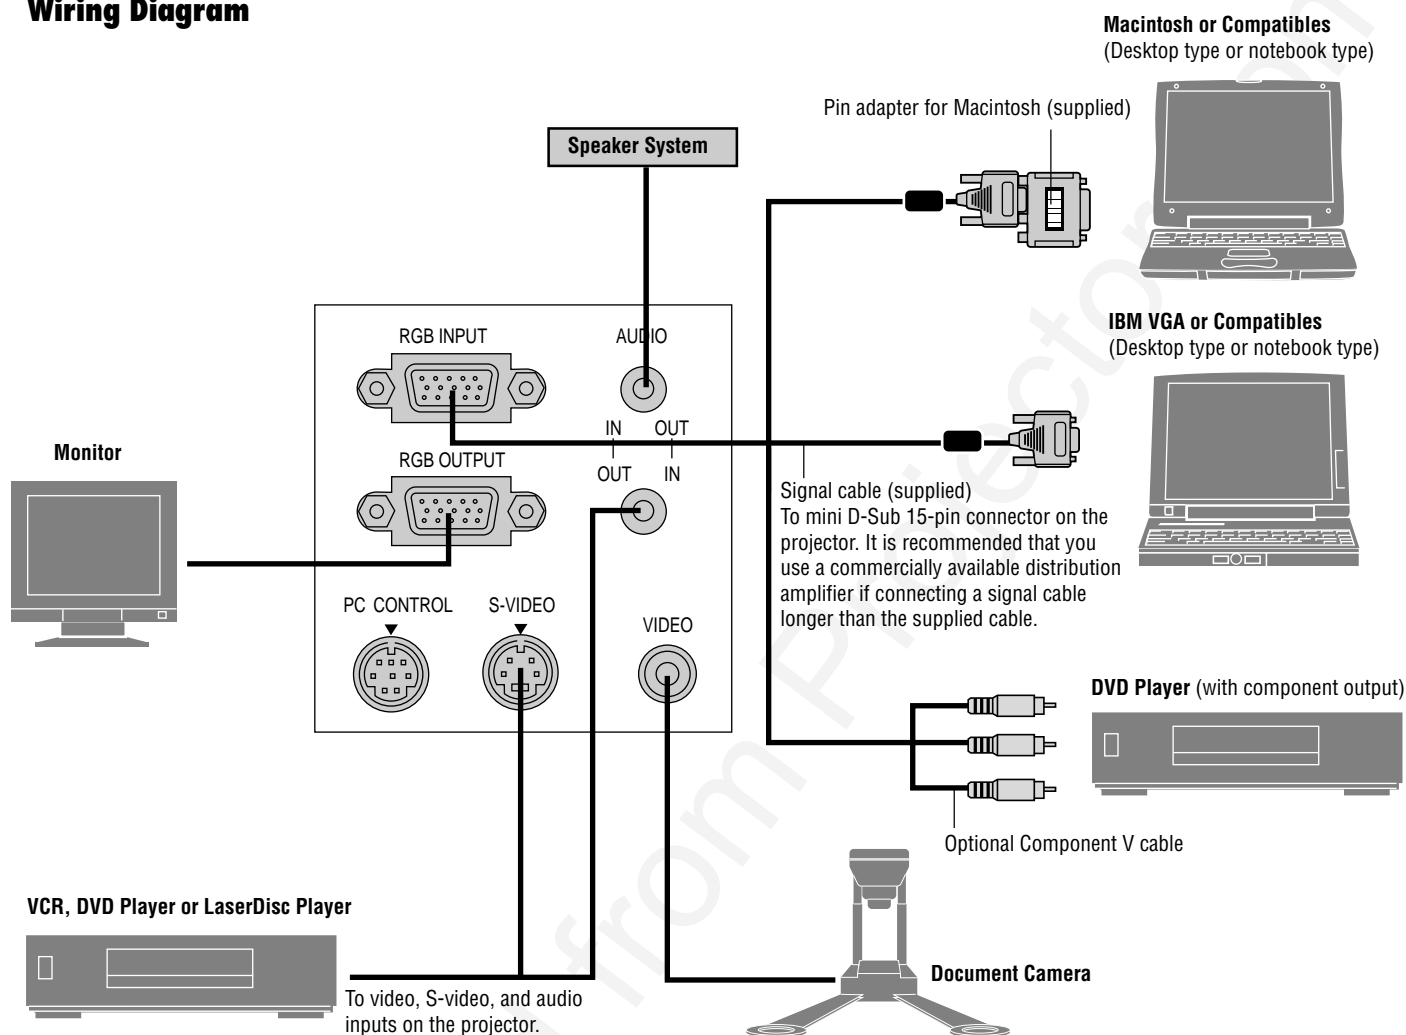 Wiring Diagram
Macintosh or Compatibles
(Desktop type or notebook type)
Pin adapter for Macintosh (supplied)
Speaker System
RGB INPUT
AUDIO
IN OUT
OUT IN
RGB OUTPUT
IBM VGA or Compatibles
(Desktop type or notebook type)
Monitor
Signal cable (supplied)
To mini D-Sub 15-pin connector on the
projector. It is recommended that you
use a commercially available distribution
amplifier if connecting a signal cable
longer than the supplied cable.
PC CONTROL
S-VIDEO
VIDEO
DVD Player (with component output)
Optional Component V cable
VCR, DVD Player or LaserDisc Player
To video, S-video, and audio
inputs on the projector.
Document Camera
from Projector